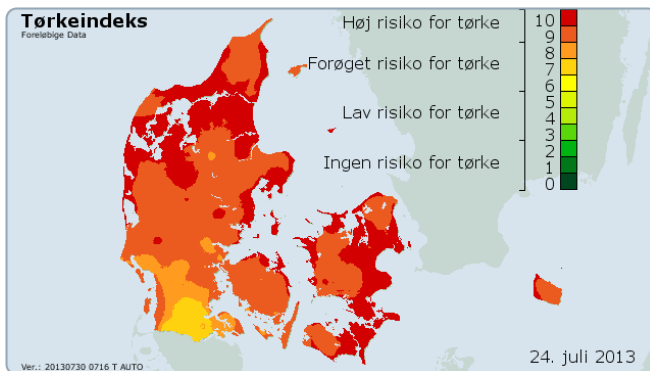 Tørkeindeks
Foreløbige Data
Høj risiko for tørke
Forøget risiko for tørke
Lav risiko for tørke
Ingen risiko for tørke
10
9
8
7
6
5
4
3
2
1
0
24. juli 2013
Ver.: 20130730 0716 T AUTO